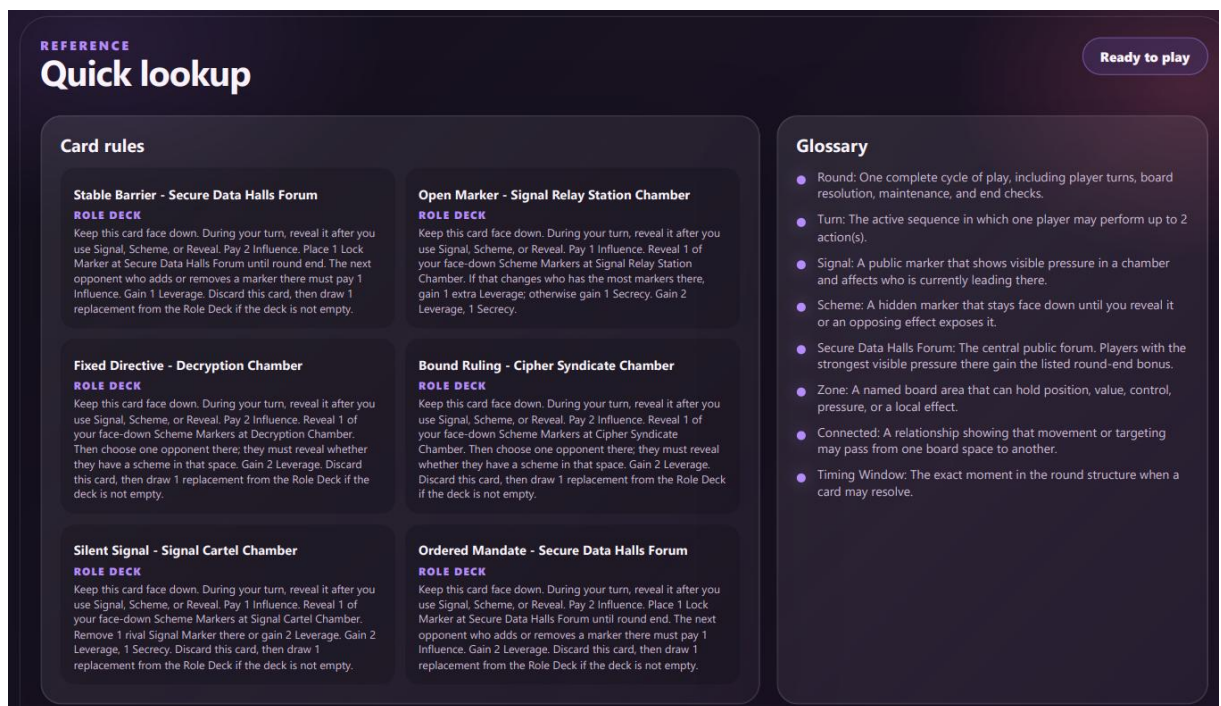 REFERENCE
Quick lookup
Ready to play
Card rules
Stable Barrier - Secure Data Halls Forum
ROLE DECK
Keep this card face down. During your turn, reveal it after you
use Signal, Scheme, or Reveal. Pay 2 Influence. Place 1 Lock
Marker at Secure Data Halls Forum until round end. The next
opponent who adds or removes a marker there must pay 1
Influence. Gain 1 Leverage. Discard this card, then draw 1
replacement from the Role Deck if the deck is not empty.
Open Marker - Signal Relay Station Chamber
ROLE DECK
Keep this card face down. During your turn, reveal it after you
use Signal, Scheme, or Reveal. Pay 1 Influence. Reveal 1 of
your face-down Scheme Markers at Signal Relay Station
Chamber. If that changes who has the most markers there,
gain 1 extra Leverage; otherwise gain 1 Secrecy. Gain 2
Leverage, 1 Secrecy.
Fixed Directive - Decryption Chamber
ROLE DECK
Keep this card face down. During your turn, reveal it after you
use Signal, Scheme, or Reveal. Pay 2 Influence. Reveal 1 of
your face-down Scheme Markers at Decryption Chamber.
Then choose one opponent there; they must reveal whether
they have a scheme in that space. Gain 2 Leverage. Discard
this card, then draw 1 replacement from the Role Deck if the
deck is not empty.
Bound Ruling - Cipher Syndicate Chamber
ROLE DECK
Keep this card face down. During your turn, reveal it after you
use Signal, Scheme, or Reveal. Pay 2 Influence. Reveal 1 of
your face-down Scheme Markers at Cipher Syndicate
Chamber. Then choose one opponent there; they must reveal
whether they have a scheme in that space. Gain 2 Leverage.
Discard this card, then draw 1 replacement from the Role Deck
if the deck is not empty.
Silent Signal - Signal Cartel Chamber
ROLE DECK
Keep this card face down. During your turn, reveal it after you
use Signal, Scheme, or Reveal. Pay 1 Influence. Reveal 1 of
your face-down Scheme Markers at Signal Cartel Chamber.
Remove 1 rival Signal Marker there or gain 2 Leverage. Gain 2
Leverage, 1 Secrecy. Discard this card, then draw 1
replacement from the Role Deck if the deck is not empty.
Ordered Mandate - Secure Data Halls Forum
ROLE DECK
Keep this card face down. During your turn, reveal it after you
use Signal, Scheme, or Reveal. Pay 2 Influence. Place 1 Lock
Marker at Secure Data Halls Forum until round end. The next
opponent who adds or removes a marker there must pay 1
Influence. Gain 2 Leverage. Discard this card, then draw 1
replacement from the Role Deck if the deck is not empty.
Glossary
Round: One complete cycle of play, including player turns, board
resolution, maintenance, and end checks.
Turn: The active sequence in which one player may perform up to 2
action(s).
Signal: A public marker that shows visible pressure in a chamber
and affects who is currently leading there.
Scheme: A hidden marker that stays face down until you reveal it
or an opposing effect exposes it.
Secure Data Halls Forum: The central public forum. Players with the
strongest visible pressure there gain the listed round-end bonus.
Zone: A named board area that can hold position, value, control,
pressure, or a local effect.
Connected: A relationship showing that movement or targeting
may pass from one board space to another.
Timing Window: The exact moment in the round structure when a
card may resolve.